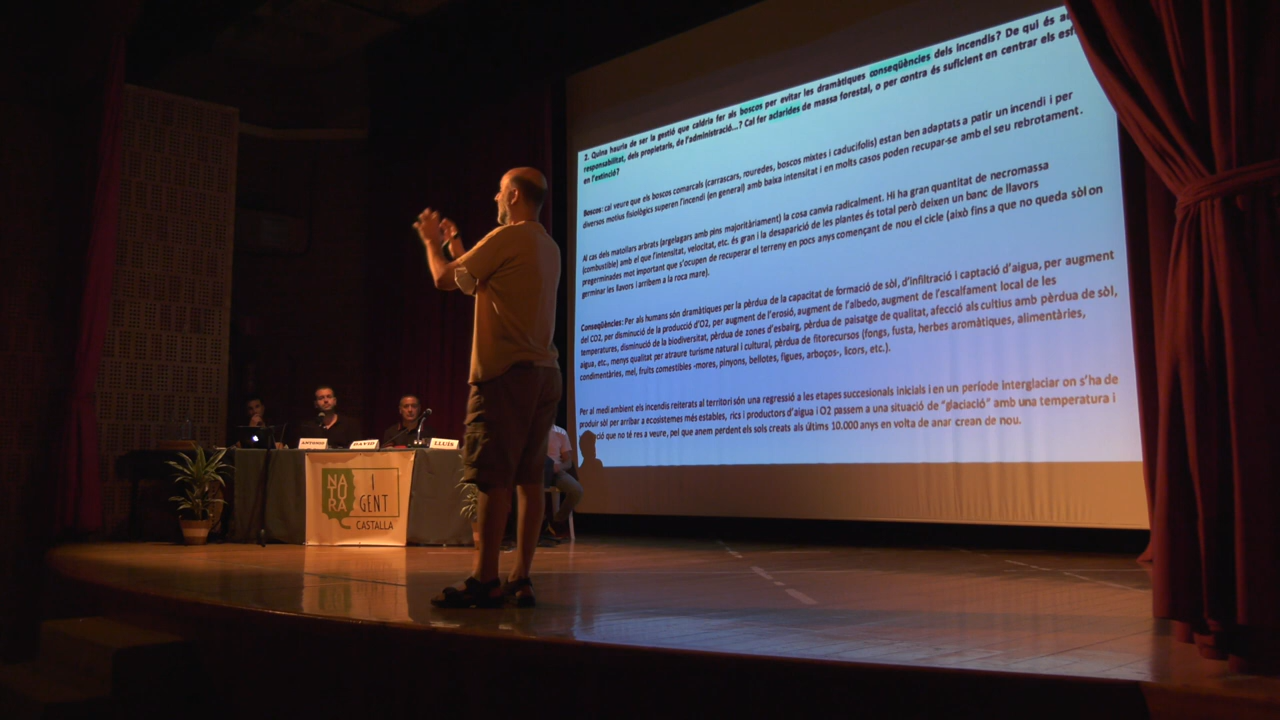 2. Quina hauria de ser la gestió que caldria fer als boscos per evitar les dramàtiques conseqüències dels incendis? De qui és
responsabilitat, dels propietaris, de l'administració...? Cal fer aclarides de massa forestal, o per contra és suficient en centrar els
en l'extinció?
Boscos: cal veure que els boscos comarcals (carrascars, rouredes, boscos mixtes i caducifolis) estan ben adaptats a patir un incendi i per
diversos motius fisiològics superen l'incendi (en general) amb baixa intensitat i en molts casos poden recupar-se amb el seu rebrotament.
Al cas dels matollars arbrats (argelagars amb pins majoritàriament) la cosa canvia radicalment. Hi ha gran quantitat de necromassa
(combustible) amb el que l'intensitat, velocitat, etc. és gran i la desaparició de les plantes és total però deixen un banc de llavors
pregerminades mot important que s'ocupen de recuperar el terreny en pocs anys començant de nou el cicle (això fins a que no queda sòl on
germinar les llavors i arribem a la roca mare).
Conseqüències: Per als humans són dramàtiques per la pèrdua de la capacitat de formació de sòl, d'infiltració i captació d'aigua, per augment
del CO2, per disminució de la producció d'O2, per augment de l'erosió, augment de l'albedo, augment de l'escalfament local de les
temperatures, disminució de la biodiversitat, pèrdua de zones d'esbarg, pèrdua de paisatge de qualitat, afecció als cultius amb pèrdua de sòl,
aigua, etc., menys qualitat per atraure turisme natural i cultural, pèrdua de fitorecursos (fongs, fusta, herbes aromàtiques, alimentàries,
condimentàries, mel, fruits comestibles -mores, pinyons, bellotes, figues, arboços-, licors, etc.).
Per al medi ambient els incendis reiterats al territori són una regressió a les etapes successionals inicials i en un període interglaciar on s'ha de
produir sòl per arribar a ecosistemes més estables, rics i productors d'aigua i O2 passem a una situació de "glaciació" amb una temperatura i
que no té res a veure, pel que anem perdent els sols creats als últims 10.000 anys en volta de anar crean de nou.
ANTONIO
DAVID
LLUÍS
NA
TU
RA
I
GENT
CASTALLA